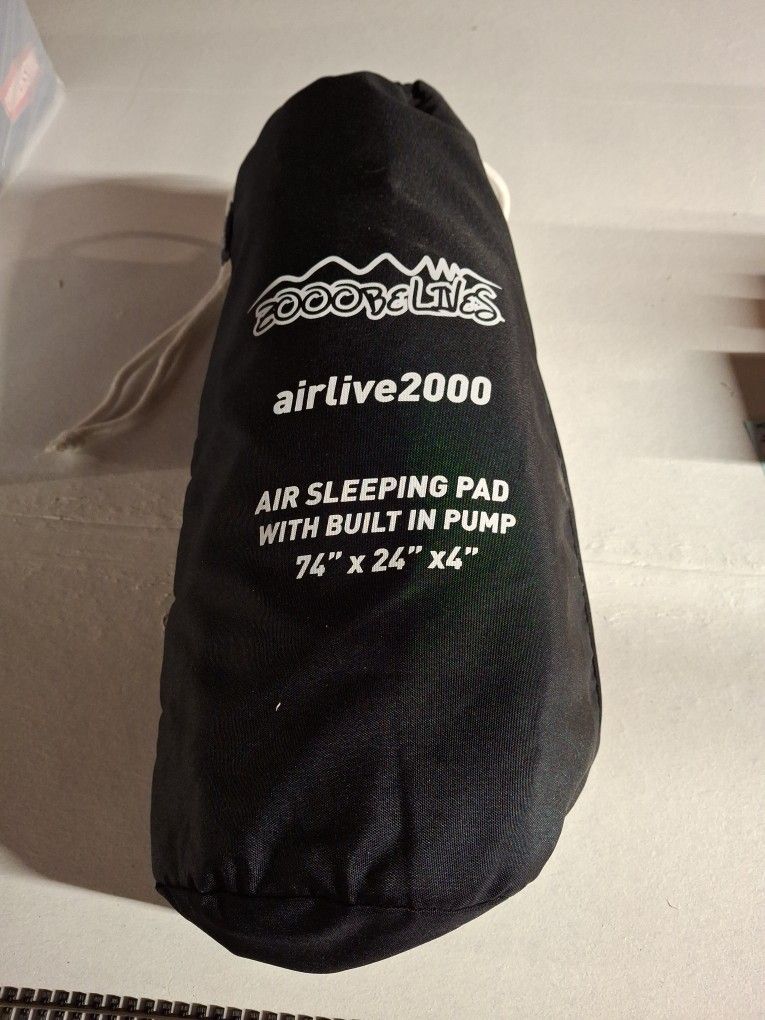 ZOOOBELIVES
airlive2000
AIR SLEEPING PAD
WITH BUILT IN PUMP
74” x 24” x4”